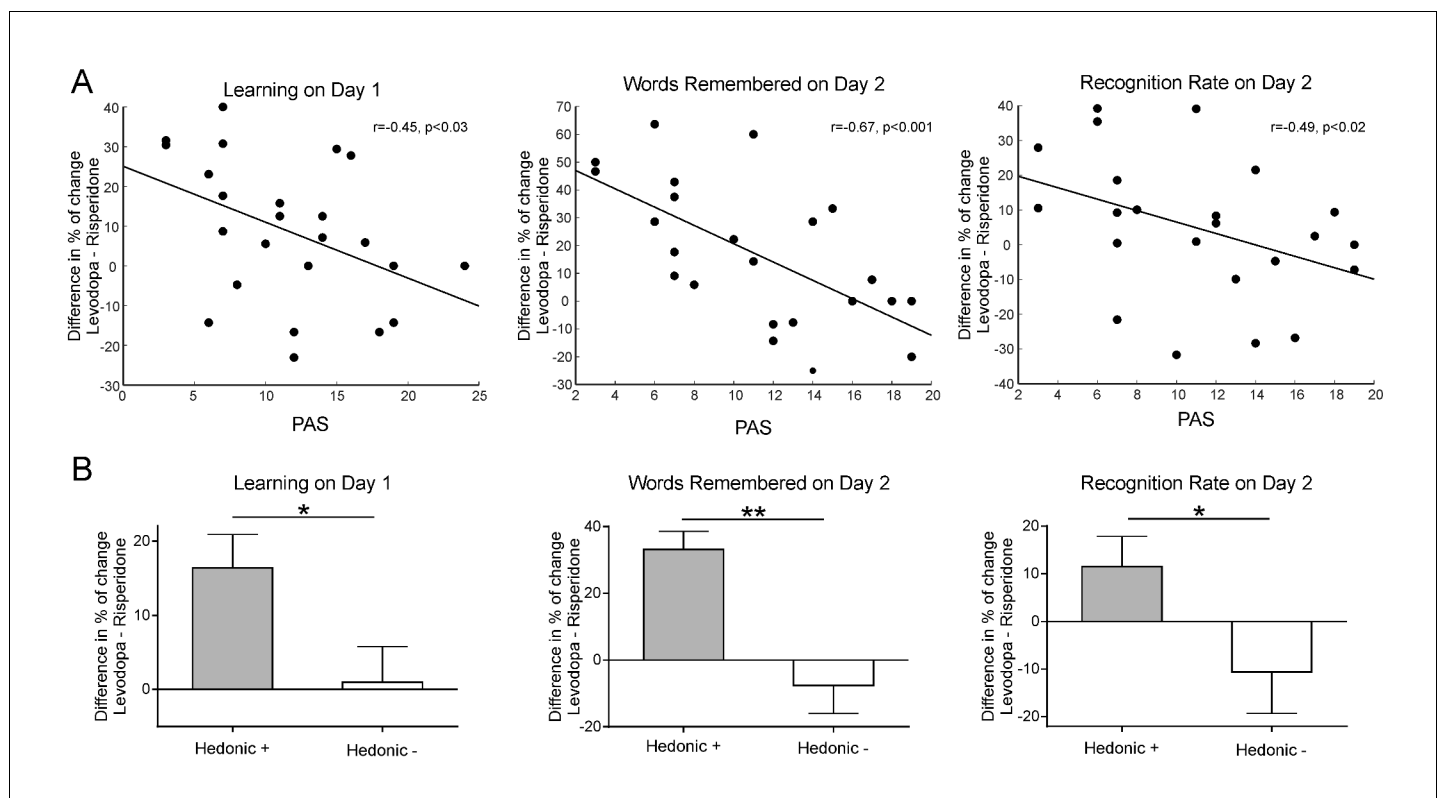 A
Learning on Day 1
Words Remembered on Day 2
Recognition Rate on Day 2
Difference in % of change
Levodopa - Risperidone
40
30
20
10
0
-10
-20
-30
0 5 10 15 20 25
PAS
r=-0.45, p<0.03
Difference in % of change
Levodopa - Risperidone
70
60
50
40
30
20
10
0
-10
-20
-30
2 4 6 8 10 12 14 16 18 20
PAS
r=-0.67, p<0.001
Difference in % of change
Levodopa - Risperidone
40
30
20
10
0
-10
-20
-30
-40
2 4 6 8 10 12 14 16 18 20
PAS
r=-0.49, p<0.02
B
Learning on Day 1
*
Difference in % of change
Levodopa - Risperidone
20
10
0
Hedonic + Hedonic -
Words Remembered on Day 2
**
Difference in % of change
Levodopa - Risperidone
40
20
0
-20
Hedonic + Hedonic -
Recognition Rate on Day 2
*
Difference in % of change
Levodopa - Risperidone
20
10
0
-10
-20
Hedonic + Hedonic -